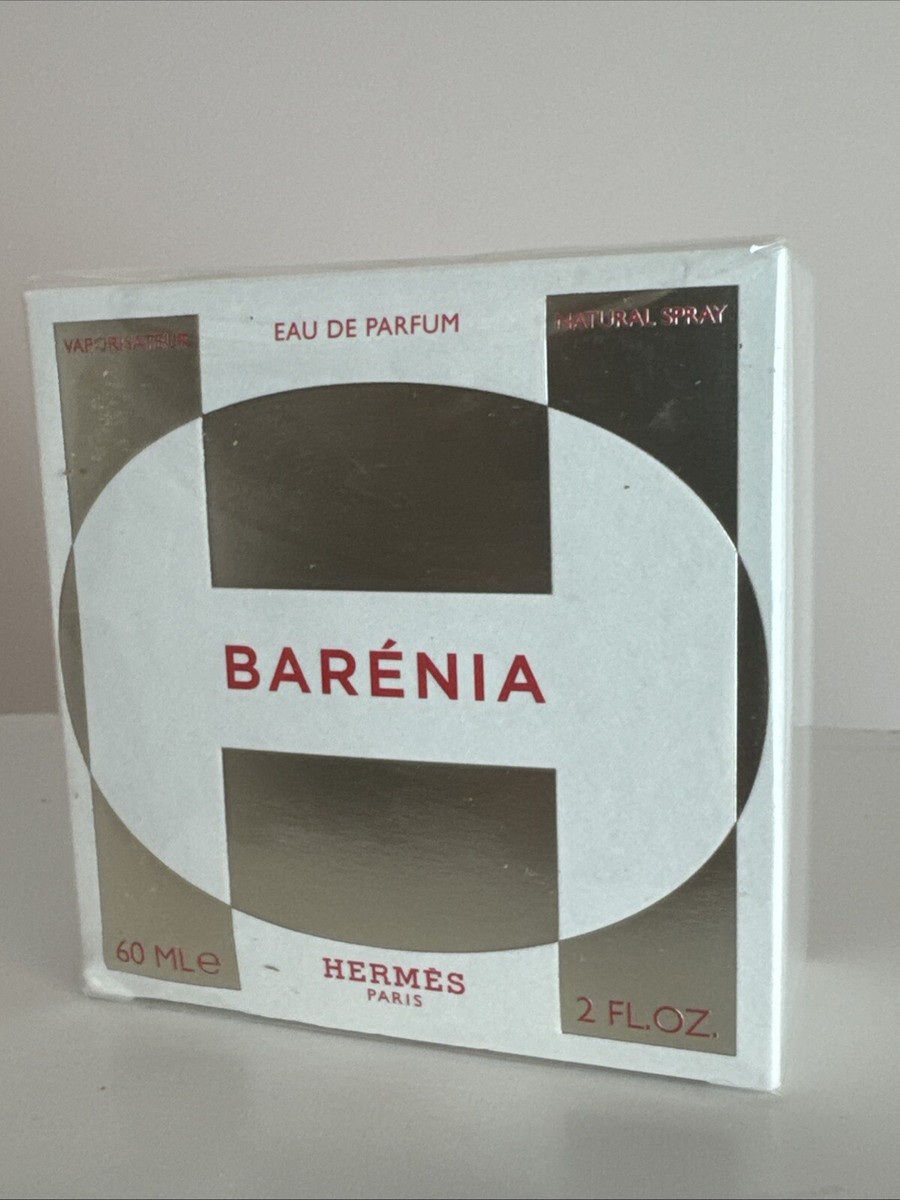 VAPORISATEUR
EAU DE PARFUM
NATURAL SPRAY
BARÉNIA
60 ML e
HERMÈS
PARIS
2 FL.OZ.